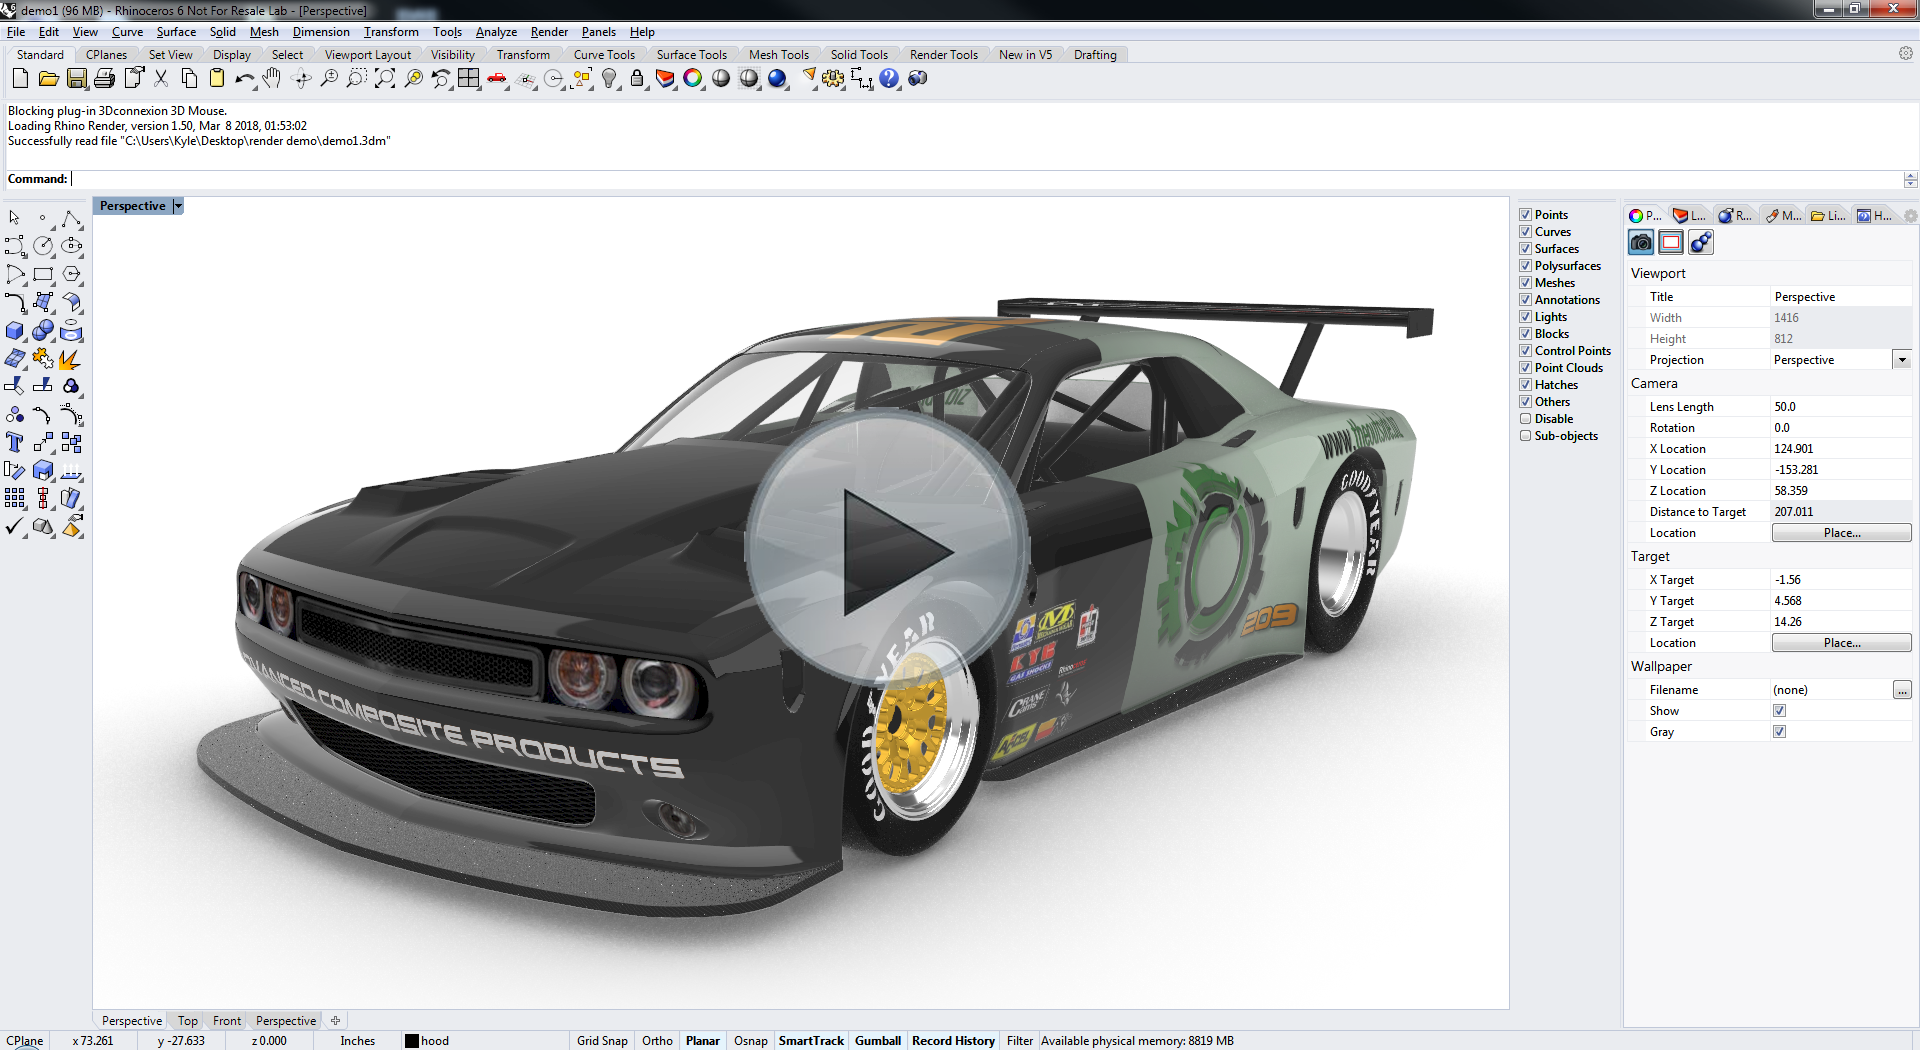 demo1 (96 MB) - Rhinoceros 6 Not For Resale Lab - [Perspective]
File Edit View Curve Surface Solid Mesh Dimension Transform Tools Analyze Render Panels Help
Standard CPlanes Set View Display Select Viewport Layout Visibility Transform Curve Tools Surface Tools Mesh Tools Solid Tools Render Tools New in V5 Drafting
Blocking plug-in 3Dconnexion 3D Mouse.
Loading Rhino Render, version 1.50, Mar 8 2018, 01:53:02
Successfully read file "C:\Users\Kyle\Desktop\render demo\demo1.3dm"
Command:
Perspective
Points
Curves
Surfaces
Polysurfaces
Meshes
Annotations
Lights
Blocks
Control Points
Point Clouds
Hatches
Others
Disable
Sub-objects
P... L... R... M... Li... H...
Viewport
Title Perspective
Width 1416
Height 812
Projection Perspective
Camera
Lens Length 50.0
Rotation 0.0
X Location 124.901
Y Location -153.281
Z Location 58.359
Distance to Target 207.011
Location Place...
Target
X Target -1.56
Y Target 4.568
Z Target 14.26
Location Place...
Wallpaper
Filename (none) ...
Show
Gray
GOODYEAR
209
KYB
GAS SHOCKS
CRANE
CAMS
ACCEL
GOODYEAR
ADVANCED COMPOSITE PRODUCTS
Perspective Top Front Perspective
CPlane x 73.261 y -27.633 z 0.000 Inches hood Grid Snap Ortho Planar Osnap SmartTrack Gumball Record History Filter Available physical memory: 8819 MB